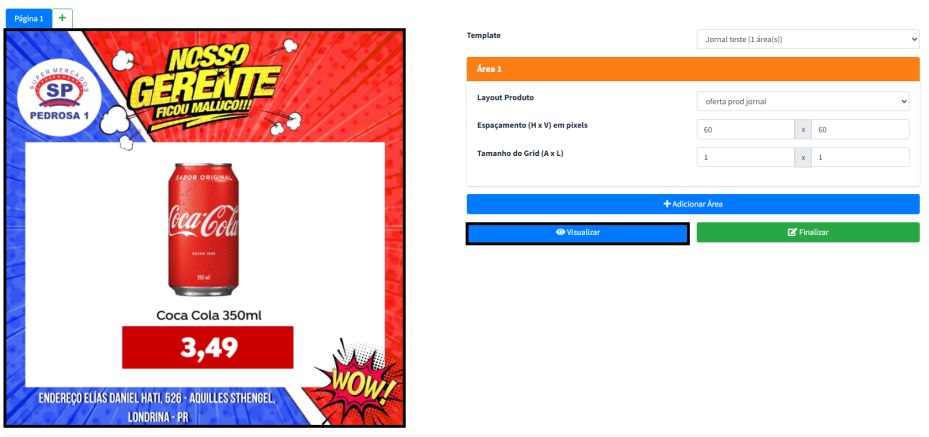 Página 1
+
NOSSO
GERENTE
FICOU MALUCO!!!
SUPER MERCADOS
SP
PEDROSA 1
SABOR ORIGINAL
Coca-Cola
DESDE 1886
350 ml
Coca Cola 350ml
3,49
WOW!
ENDEREÇO ELÍAS DANIEL HATI, 526 - AQUILLES STHENGEL,
LONDRINA - PR
Template
Jornal teste (1 área(s))
Área 1
Layout Produto
oferta prod jornal
Espaçamento (H x V) em pixels
60 x 60
Tamanho do Grid (A x L)
1 x 1
+ Adicionar Área
Visualizar
Finalizar